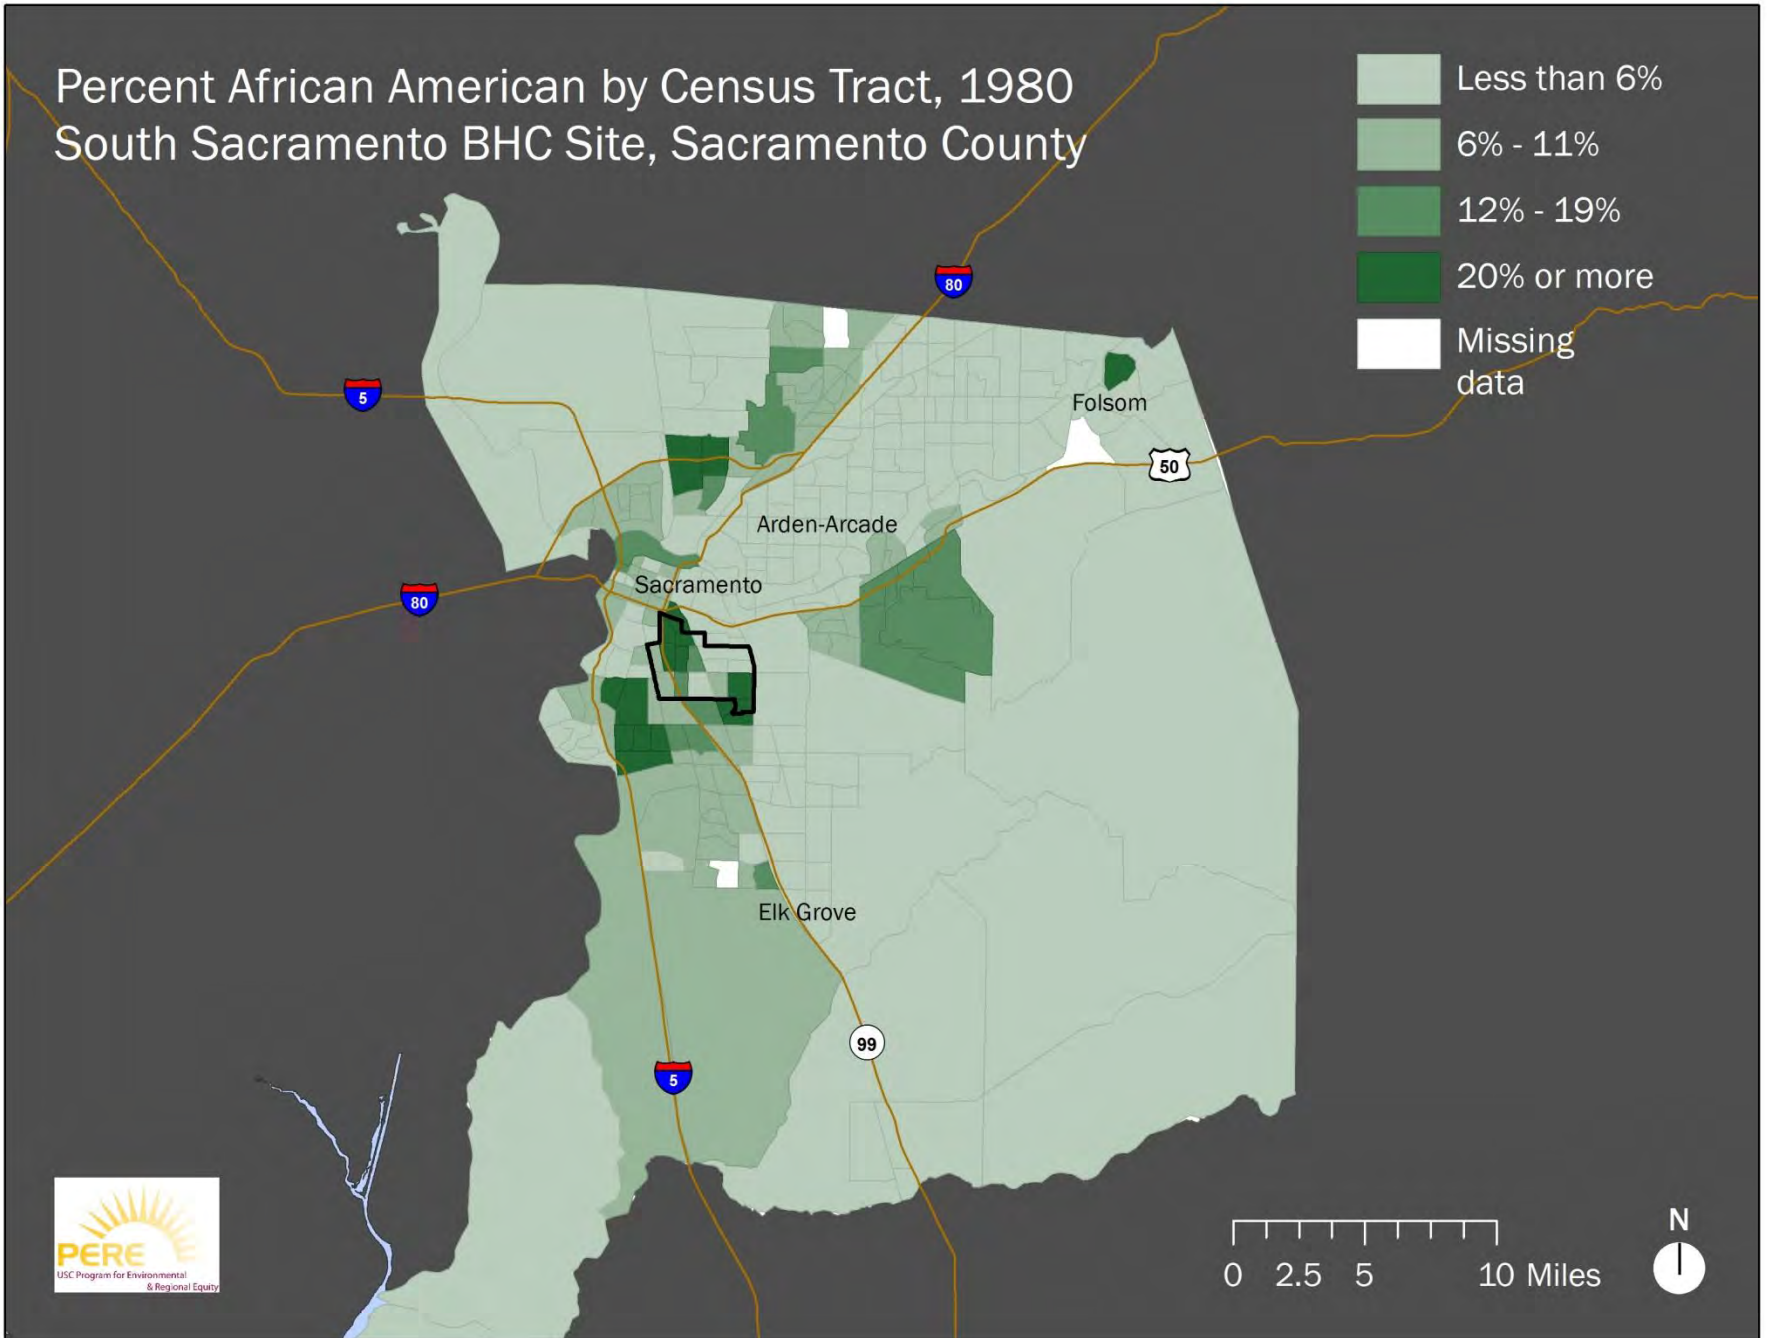 Percent African American by Census Tract, 1980
South Sacramento BHC Site, Sacramento County
Less than 6%
6% - 11%
12% - 19%
20% or more
Missing
data
80
5
Folsom
50
Arden-Arcade
Sacramento
80
Elk Grove
99
5
PERE
USC Program for Environmental
& Regional Equity
N
0 2.5 5 10 Miles